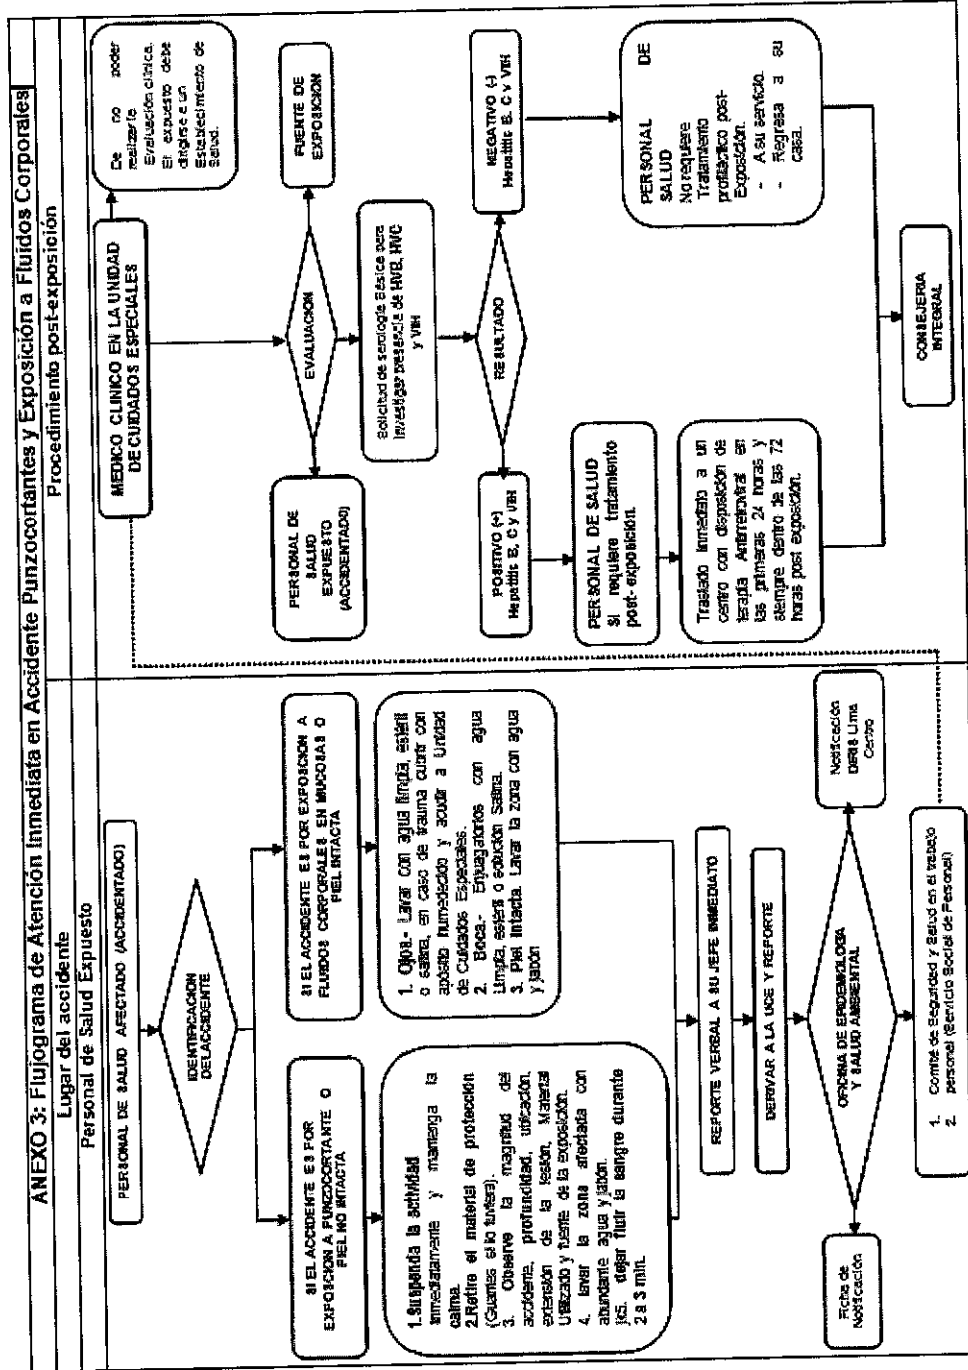 ANEXO 3: Flujograma de Atención Inmediata en Accidente Punzocortantes y Exposición a Fluidos Corporales
Lugar del accidente
Procedimiento post-exposición
Personal de Salud Expuesto
PERSONAL DE SALUD AFECTADO (ACCIDENTADO)
IDENTIFICACION
DEL ACCIDENTE
SI EL ACCIDENTE ES POR
EXPOSICION A PUNZOCORTANTE O
PIEL NO INTACTA
SI EL ACCIDENTE ES POR EXPOSICION A
FLUIDOS CORPORALES EN MUCOSAS O
PIEL INTACTA
1. Suspenda la actividad
inmediatamente y mantenga la
calma.
2.Retire el material de protección
(Guantes si lo tuviera).
3. Observe la magnitud del
accidente, profundidad, ubicación,
extensión de la lesión, Material
Utilizado y fuente de la exposición.
4. lavar la zona afectada con
abundante agua y jabón.
dejar fluir la sangre durante
2 a 3 min.
1. Ojos.- Lavar con agua limpia, estéril
o salina, en caso de trauma cubrir con
apósito humedecido y acudir a Unidad
de Cuidados Especiales.
2. Boca.- Enjuagatorios con agua
Limpia, estéril o solución Salina.
3. Piel Intacta. Lavar la zona con agua
y jabón
REPORTE VERBAL A SU JEFE INMEDIATO
DERIVAR A LA UCE Y REPORTE
OFICINA DE EPIDEMIOLOGA
Y SALUD AMBIENTAL
Ficha de
Notificación
Notificación
DIRIS Lima
Centro
1. Comité de Seguridad y Salud en el trabajo
2. personal (Servicio Social de Personal)
MEDICO CLINICO EN LA UNIDAD
DE CUIDADOS ESPECIALES
De no poder
realizarla
Evaluación clínica.
El expuesto debe
dirigirse a un
Establecimiento de
Salud.
EVALUACION
PERSONAL DE
SALUD
EXPUESTO
(ACCIDENTADO)
FUENTE DE
EXPOSICIÓN
Solicitud de serología Básica para
Investigar presencia de HVB, HVC
y VIH
RESULTADO
POSITIVO (+)
Hepatitis B, C y VIH
NEGATIVO (-)
Hepatitis B, C y VIH
PERSONAL DE SALUD
Si requiere tratamiento
post- exposición.
PERSONAL DE
SALUD
No requiere
Tratamiento
profiláctico post-
Exposición.
- A su servicio.
- Regresa a su
casa.
Traslado Inmediato a un
centro con disposición de
terapia Antirretroviral en
las primeras 24 horas y
siempre dentro de las 72
horas post exposición.
CONSEJERIA
INTEGRAL